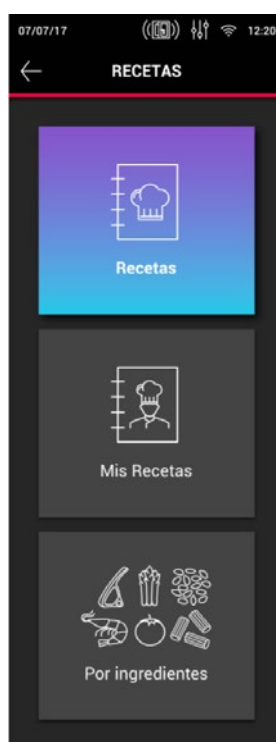 07/07/17 12:20
RECETAS
Recetas
Mis Recetas
Por ingredientes